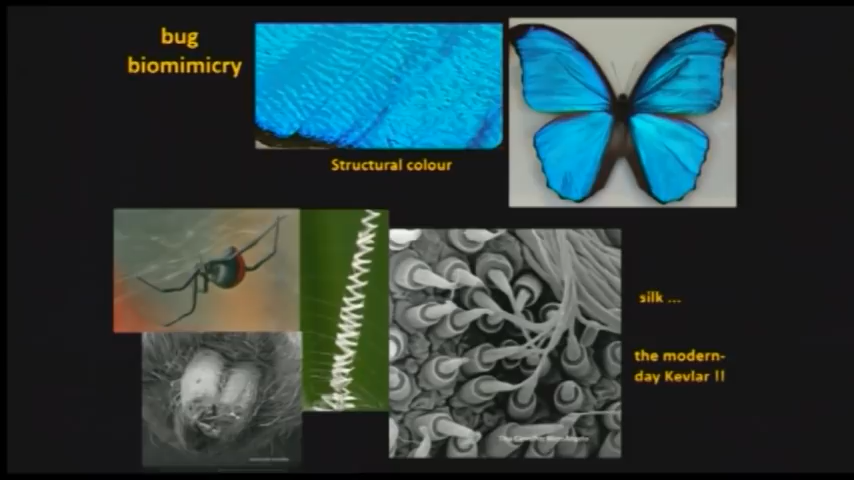 bug
biomimicry
Structural colour
silk ...
the modern-
day Kevlar !!